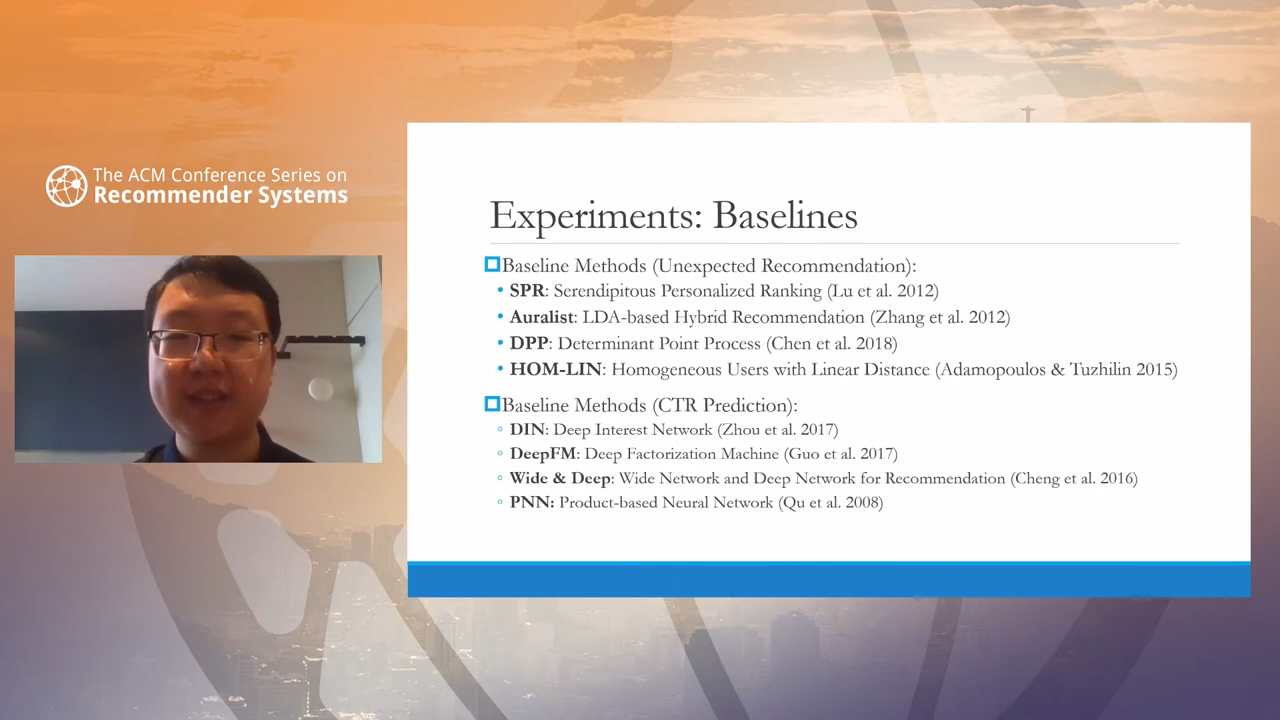 The ACM Conference Series on
Recommender Systems
Experiments: Baselines
Baseline Methods (Unexpected Recommendation):
• SPR: Serendipitous Personalized Ranking (Lu et al. 2012)
• Auralist: LDA-based Hybrid Recommendation (Zhang et al. 2012)
• DPP: Determinant Point Process (Chen et al. 2018)
• HOM-LIN: Homogeneous Users with Linear Distance (Adamopoulos & Tuzhilin 2015)
Baseline Methods (CTR Prediction):
◦ DIN: Deep Interest Network (Zhou et al. 2017)
◦ DeepFM: Deep Factorization Machine (Guo et al. 2017)
◦ Wide & Deep: Wide Network and Deep Network for Recommendation (Cheng et al. 2016)
◦ PNN: Product-based Neural Network (Qu et al. 2008)